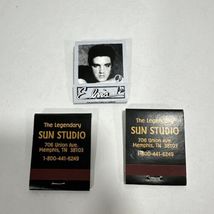 Elvis
The Legendary
SUN STUDIO
706 Union Ave.
Memphis, TN 38103
1-800-441-6249
The Legendary
SUN STUDIO
706 Union Ave.
Memphis, TN 38103
1-800-441-6249